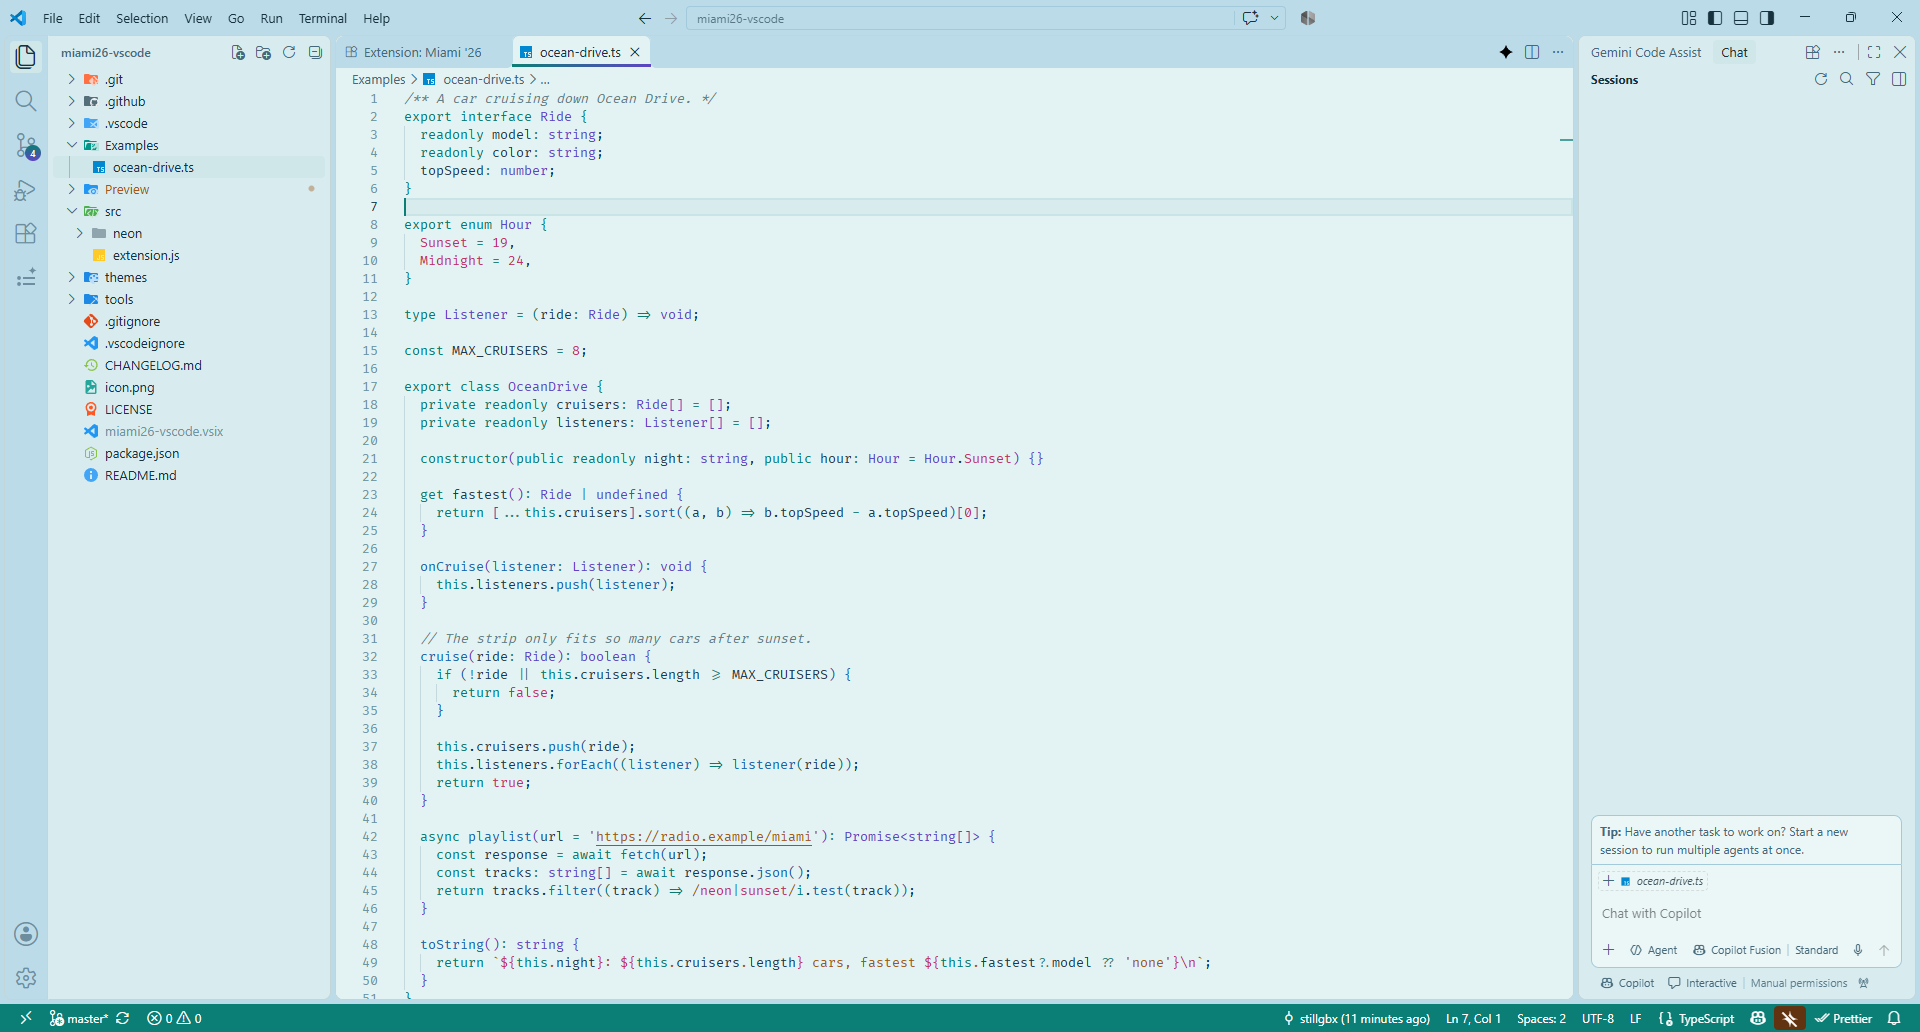 File Edit Selection View Go Run Terminal Help
miami26-vscode
miami26-vscode
.git
.github
.vscode
Examples
TS ocean-drive.ts
Preview
src
neon
extension.js
themes
tools
.gitignore
.vscodeignore
CHANGELOG.md
icon.png
LICENSE
miami26-vscode.vsix
package.json
README.md
4
Extension: Miami '26
TS ocean-drive.ts
Examples > TS ocean-drive.ts > ...
1 /** A car cruising down Ocean Drive. */
2 export interface Ride {
3 readonly model: string;
4 readonly color: string;
5 topSpeed: number;
6 }
7
8 export enum Hour {
9 Sunset = 19,
10 Midnight = 24,
11 }
12
13 type Listener = (ride: Ride) => void;
14
15 const MAX_CRUISERS = 8;
16
17 export class OceanDrive {
18 private readonly cruisers: Ride[] = [];
19 private readonly listeners: Listener[] = [];
20
21 constructor(public readonly night: string, public hour: Hour = Hour.Sunset) {}
22
23 get fastest(): Ride | undefined {
24 return [...this.cruisers].sort((a, b) => b.topSpeed - a.topSpeed)[0];
25 }
26
27 onCruise(listener: Listener): void {
28 this.listeners.push(listener);
29 }
30
31 // The strip only fits so many cars after sunset.
32 cruise(ride: Ride): boolean {
33 if (!ride || this.cruisers.length >= MAX_CRUISERS) {
34 return false;
35 }
36
37 this.cruisers.push(ride);
38 this.listeners.forEach((listener) => listener(ride));
39 return true;
40 }
41
42 async playlist(url = 'https://radio.example/miami'): Promise<string[]> {
43 const response = await fetch(url);
44 const tracks: string[] = await response.json();
45 return tracks.filter((track) => /neon|sunset/i.test(track));
46 }
47
48 toString(): string {
49 return `${this.night}: ${this.cruisers.length} cars, fastest ${this.fastest?.model ?? 'none'}\n`;
50 }
51 }
Gemini Code Assist Chat
Sessions
Tip: Have another task to work on? Start a new
session to run multiple agents at once.
TS ocean-drive.ts
Chat with Copilot
Agent Copilot Fusion Standard
Copilot Interactive Manual permissions
master* 0 0
stillgbx (11 minutes ago) Ln 7, Col 1 Spaces: 2 UTF-8 LF { } TypeScript Prettier